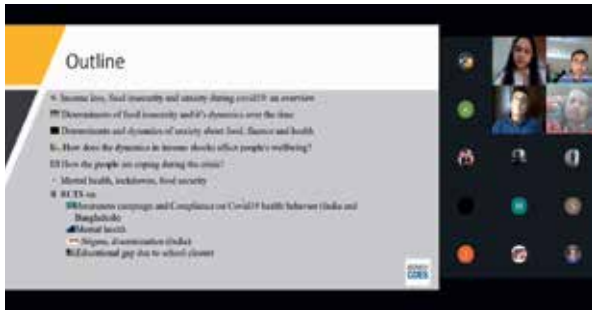 Outline
Income loss, food insecurity and anxiety during covid19: an overview
Determinants of food insecurity and it's dynamics over the time
Determinants and dynamics of anxiety about food, finance and health
How does the dynamics in income shocks effect people's wellbeing?
How the people are coping during the crisis?
Mental health, lockdowns, food security
RCTS on
Awareness campaign and Compliance on Covid19 health behavior (India and
Bangladesh)
Mental health
Stigma, discrimination (India)
Educational gap due to school closure